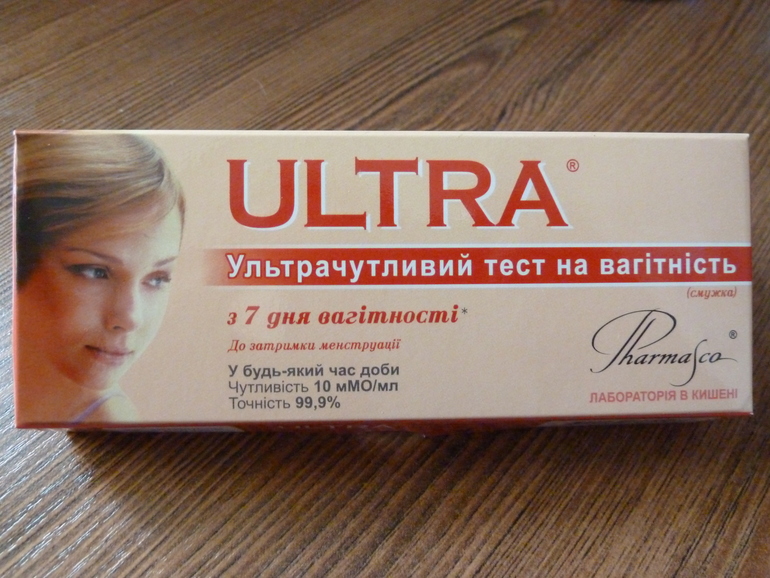 ULTRA®
Ультрачутливий тест на вагітність
(смужка)
з 7 дня вагітності*
До затримки менструації
У будь-який час доби
Чутливість 10 мМО/мл
Точність 99,9%
PharmaSco®
ЛАБОРАТОРІЯ В КИШЕНІ